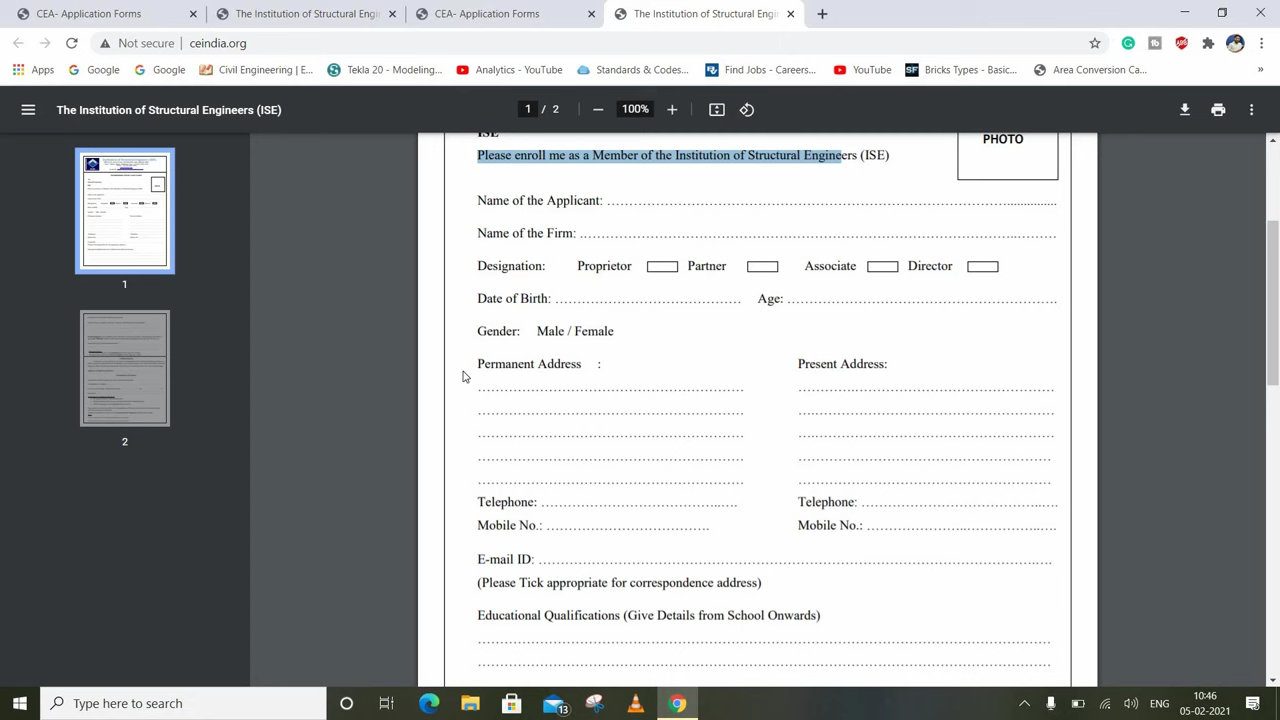 CEA- Application Forms
The Institution of Structural Engi
CEA- Application Forms
The Institution of Structural Engi
Not secure
ceindia.org
Apps
Google
Google
Civil Engineering | E...
Tekla 20 - Modeling...
Analytics - YouTube
Standards & Codes...
Find Jobs - Careers...
YouTube
Bricks Types - Basic...
Area Conversion Ca...
»
The Institution of Structural Engineers (ISE)
1 / 2
100%
ISE
PHOTO
Please enroll me as a Member of the Institution of Structural Engineers (ISE)
Name of the Applicant:
Name of the Firm:
Designation: Proprietor Partner Associate Director
Date of Birth: Age:
Gender: Male / Female
Permanent Address : Present Address:
Telephone: Telephone:
Mobile No.: Mobile No.:
E-mail ID:
(Please Tick appropriate for correspondence address)
Educational Qualifications (Give Details from School Onwards)
1
2
Type here to search
13
ENG
10:46
05-02-2021